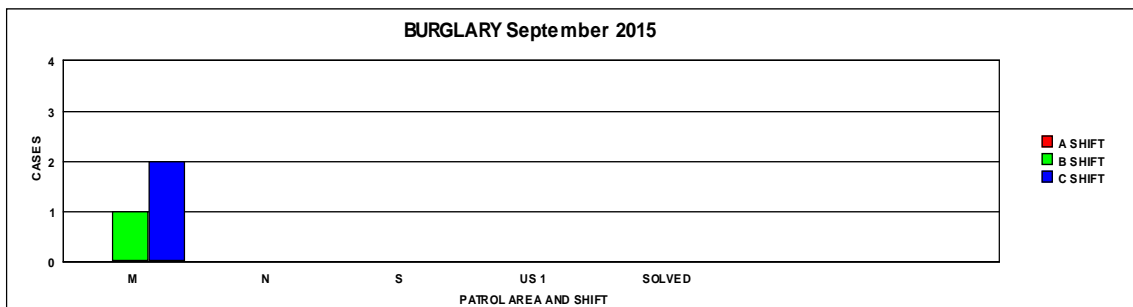 BURGLARY September 2015
4
3
2
1
0
CASES
M N S US 1 SOLVED
PATROL AREA AND SHIFT
A SHIFT
B SHIFT
C SHIFT